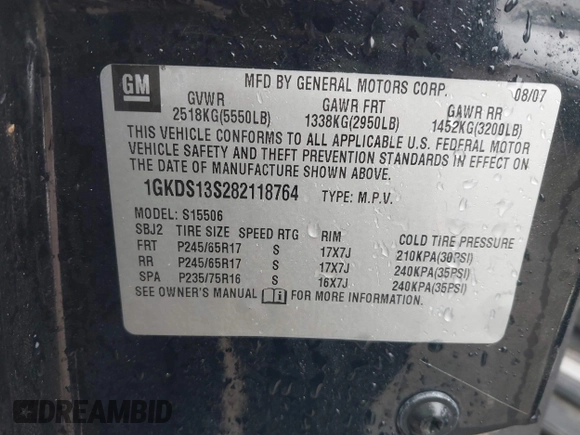 GM
MFD BY GENERAL MOTORS CORP. 08/07
GVWR GAWR FRT GAWR RR
2518KG(5550LB) 1338KG(2950LB) 1452KG(3200LB)
THIS VEHICLE CONFORMS TO ALL APPLICABLE U.S. FEDERAL MOTOR
VEHICLE SAFETY AND THEFT PREVENTION STANDARDS IN EFFECT ON
THE DATE OF MANUFACTURE SHOWN ABOVE.
1GKDS13S282118764 TYPE: M.P.V.
MODEL: S15506
SBJ2 TIRE SIZE SPEED RTG RIM COLD TIRE PRESSURE
FRT P245/65R17 S 17X7J 210KPA(30PSI)
RR P245/65R17 S 17X7J 240KPA(35PSI)
SPA P235/75R16 S 16X7J 240KPA(35PSI)
SEE OWNER'S MANUAL i FOR MORE INFORMATION.
DREAMBID